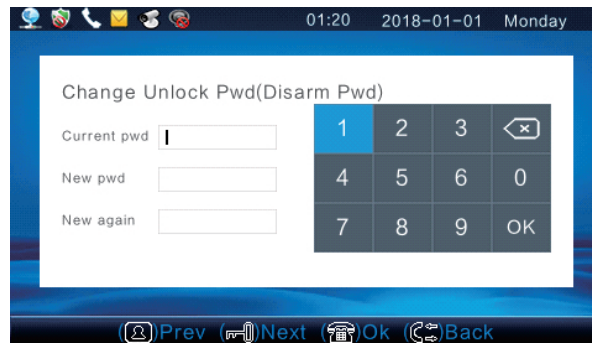 01:20 2018-01-01 Monday
Change Unlock Pwd(Disarm Pwd)
Current pwd
New pwd
New again
1 2 3
4 5 6 0
7 8 9 OK
( )Prev ( )Next ( )Ok ( )Back